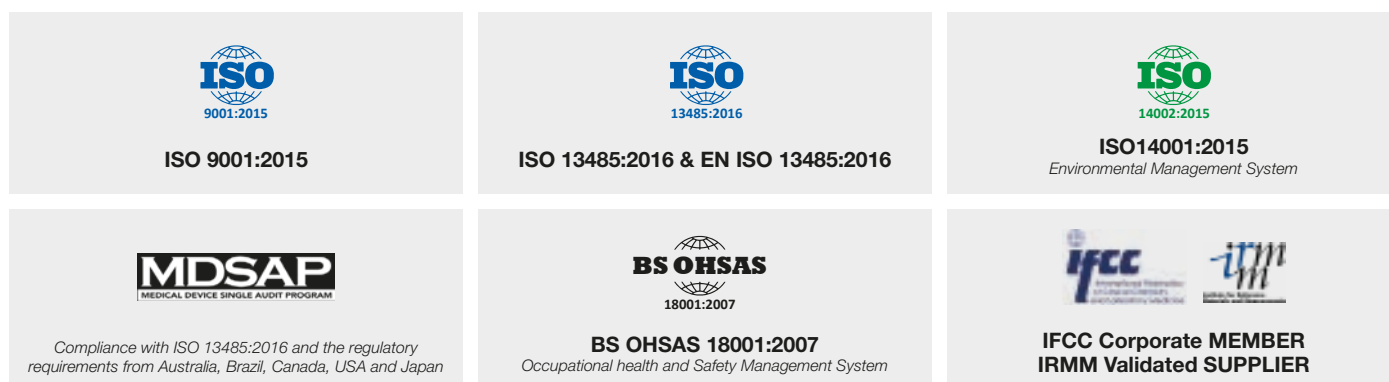 ISO
9001:2015
ISO 9001:2015
ISO
13485:2016
ISO 13485:2016 & EN ISO 13485:2016
ISO
14002:2015
ISO14001:2015
Environmental Management System
MDSAP
MEDICAL DEVICE SINGLE AUDIT PROGRAM
Compliance with ISO 13485:2016 and the regulatory
requirements from Australia, Brazil, Canada, USA and Japan
BS OHSAS
18001:2007
BS OHSAS 18001:2007
Occupational health and Safety Management System
ifcc
irmm
IFCC Corporate MEMBER
IRMM Validated SUPPLIER